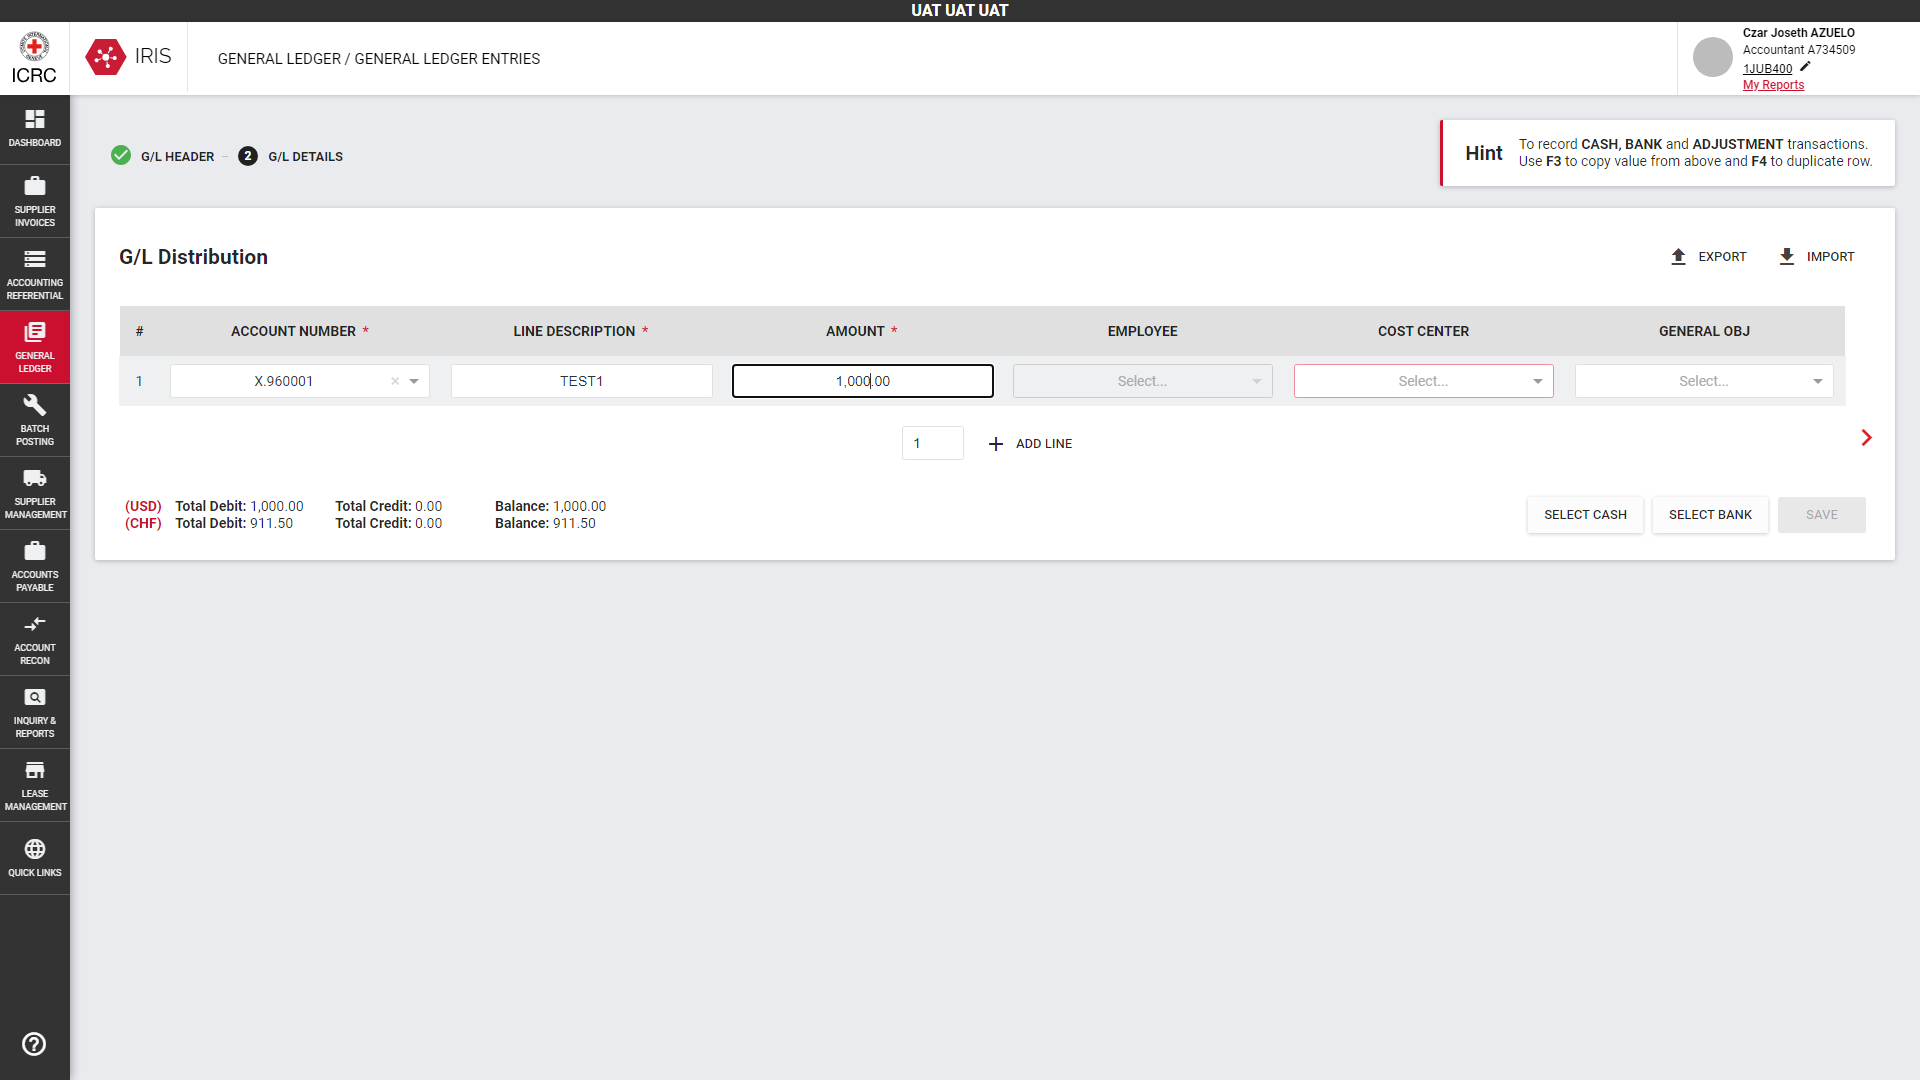 UAT UAT UAT
ICRC
IRIS
GENERAL LEDGER / GENERAL LEDGER ENTRIES
Czar Joseth AZUELO
Accountant A734509
1JUB400
My Reports
DASHBOARD
SUPPLIER
INVOICES
ACCOUNTING
REFERENTIAL
GENERAL
LEDGER
BATCH
POSTING
SUPPLIER
MANAGEMENT
ACCOUNTS
PAYABLE
ACCOUNT
RECON
INQUIRY &
REPORTS
LEASE
MANAGEMENT
QUICK LINKS
G/L HEADER
2 G/L DETAILS
Hint
To record CASH, BANK and ADJUSTMENT transactions.
Use F3 to copy value from above and F4 to duplicate row.
G/L Distribution
EXPORT
IMPORT
# ACCOUNT NUMBER * LINE DESCRIPTION * AMOUNT * EMPLOYEE COST CENTER GENERAL OBJ
1 X.960001 TEST1 1,000.00 Select... Select... Select...
1 ADD LINE
(USD) Total Debit: 1,000.00 Total Credit: 0.00 Balance: 1,000.00
(CHF) Total Debit: 911.50 Total Credit: 0.00 Balance: 911.50
SELECT CASH SELECT BANK SAVE